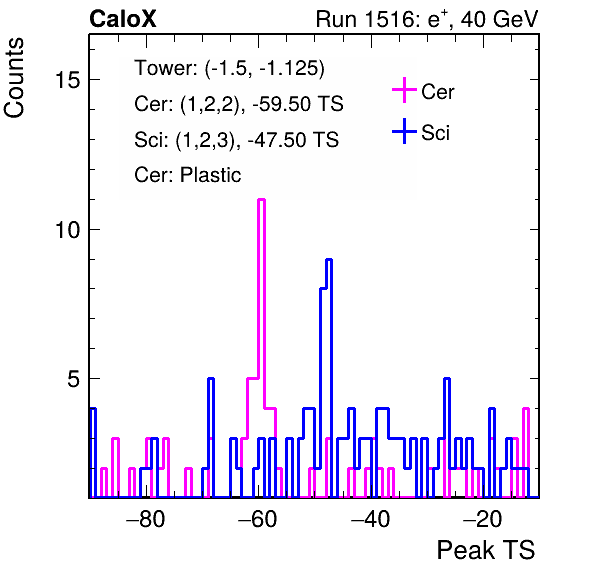 CaloX Run 1516: e⁺, 40 GeV
Counts
Tower: (-1.5, -1.125)
Cer: (1,2,2), -59.50 TS
Sci: (1,2,3), -47.50 TS
Cer: Plastic
Cer
Sci
15
10
5
−80 −60 −40 −20
Peak TS